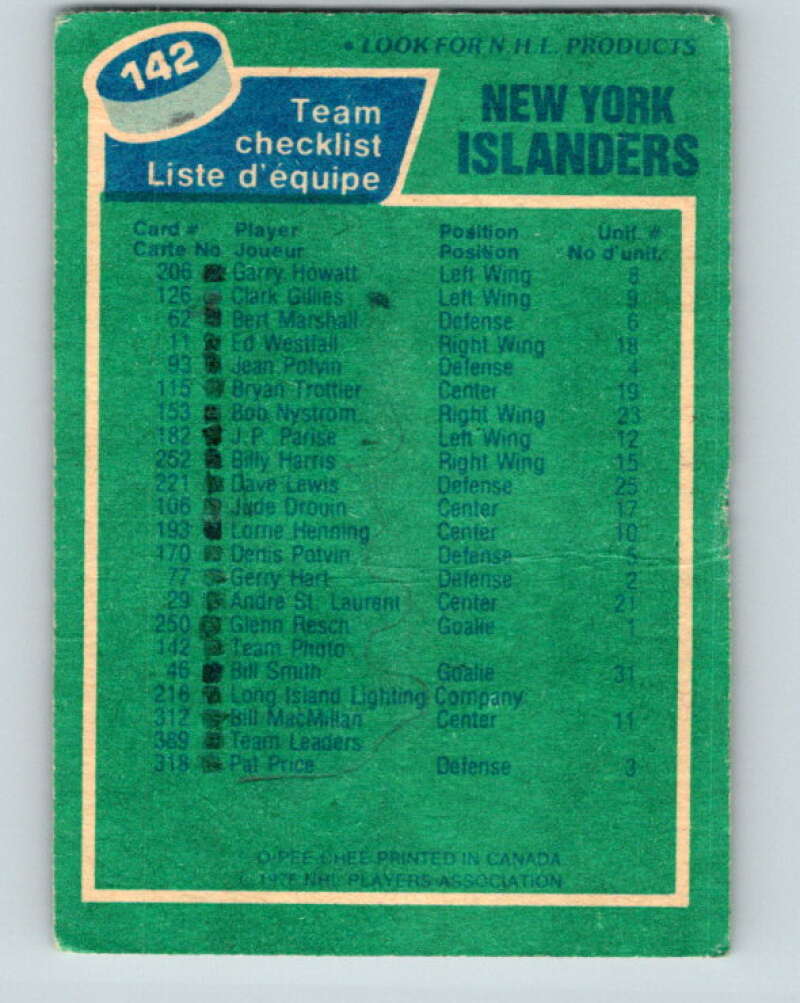 • LOOK FOR N.H.L. PRODUCTS
142
Team
checklist
Liste d'équipe
NEW YORK
ISLANDERS
Card # Player Position Unif. #
Carte No Joueur Position No d'unif.
206 Garry Howatt Left Wing 8
126 Clark Gillies Left Wing 9
62 Bert Marshall Defense 6
11 Ed Westfall Right Wing 18
93 Jean Potvin Defense 4
115 Bryan Trottier Center 19
153 Bob Nystrom Right Wing 23
182 J.P. Parise Left Wing 12
252 Billy Harris Right Wing 15
221 Dave Lewis Defense 25
106 Jude Drouin Center 17
193 Lorne Henning Center 10
170 Denis Potvin Defense 5
77 Gerry Hart Defense 2
29 Andre St. Laurent Center 21
250 Glenn Resch Goalie 1
142 Team Photo
46 Bill Smith Goalie 31
216 Long Island Lighting Company
312 Bill MacMillan Center 11
369 Team Leaders
318 Pat Price Defense 3
O-PEE-CHEE PRINTED IN CANADA
© 1976 NHL PLAYERS ASSOCIATION